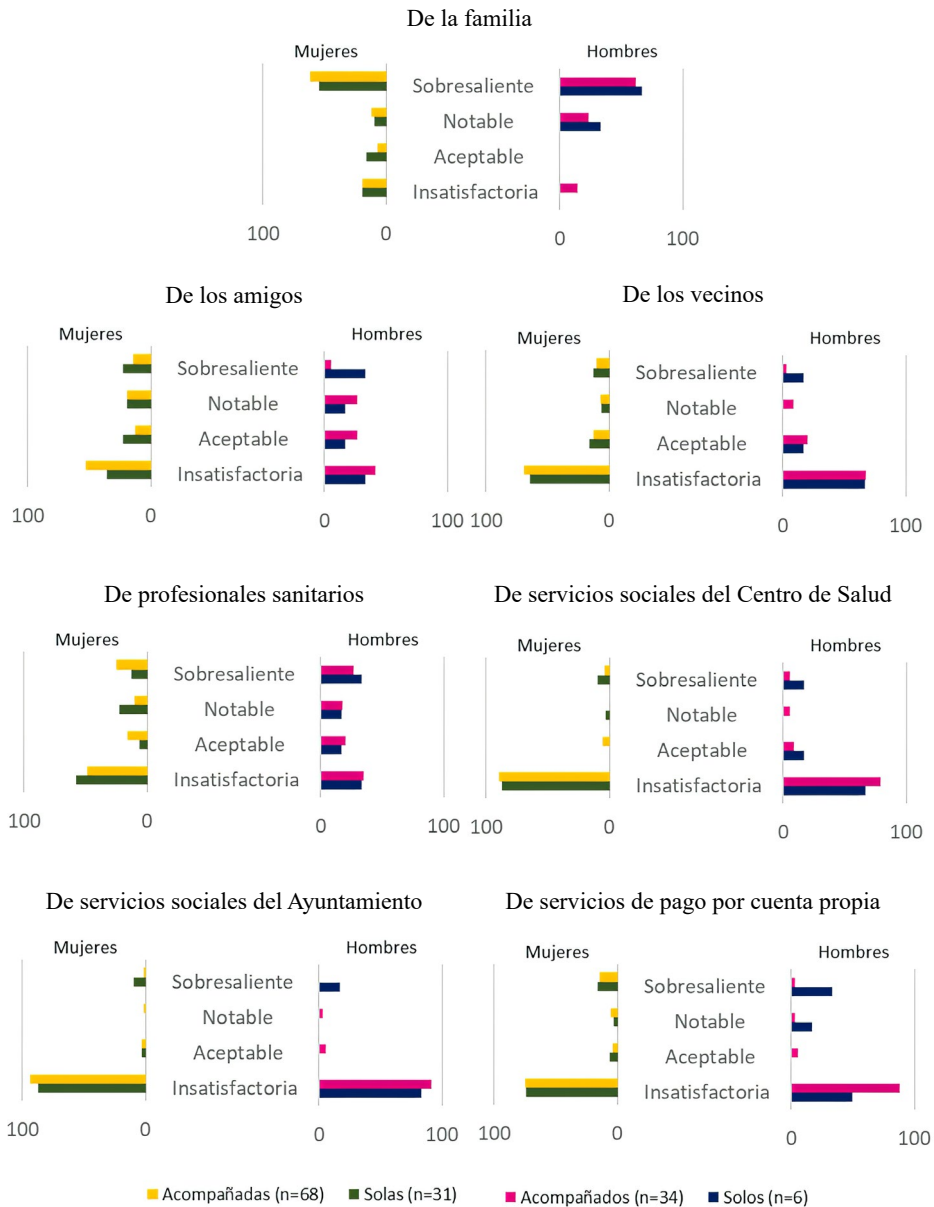 De la familia
Mujeres
Hombres
Sobresaliente
Notable
Aceptable
Insatisfactoria
100 0
0 100
De los amigos
Mujeres
Hombres
Sobresaliente
Notable
Aceptable
Insatisfactoria
100 0
0 100
De los vecinos
Mujeres
Hombres
Sobresaliente
Notable
Aceptable
Insatisfactoria
100 0
0 100
De profesionales sanitarios
Mujeres
Hombres
Sobresaliente
Notable
Aceptable
Insatisfactoria
100 0
0 100
De servicios sociales del Centro de Salud
Mujeres
Hombres
Sobresaliente
Notable
Aceptable
Insatisfactoria
100 0
0 100
De servicios sociales del Ayuntamiento
Mujeres
Hombres
Sobresaliente
Notable
Aceptable
Insatisfactoria
100 0
0 100
De servicios de pago por cuenta propia
Mujeres
Hombres
Sobresaliente
Notable
Aceptable
Insatisfactoria
100 0
0 100
Acompañadas (n=68) Solas (n=31) Acompañados (n=34) Solos (n=6)